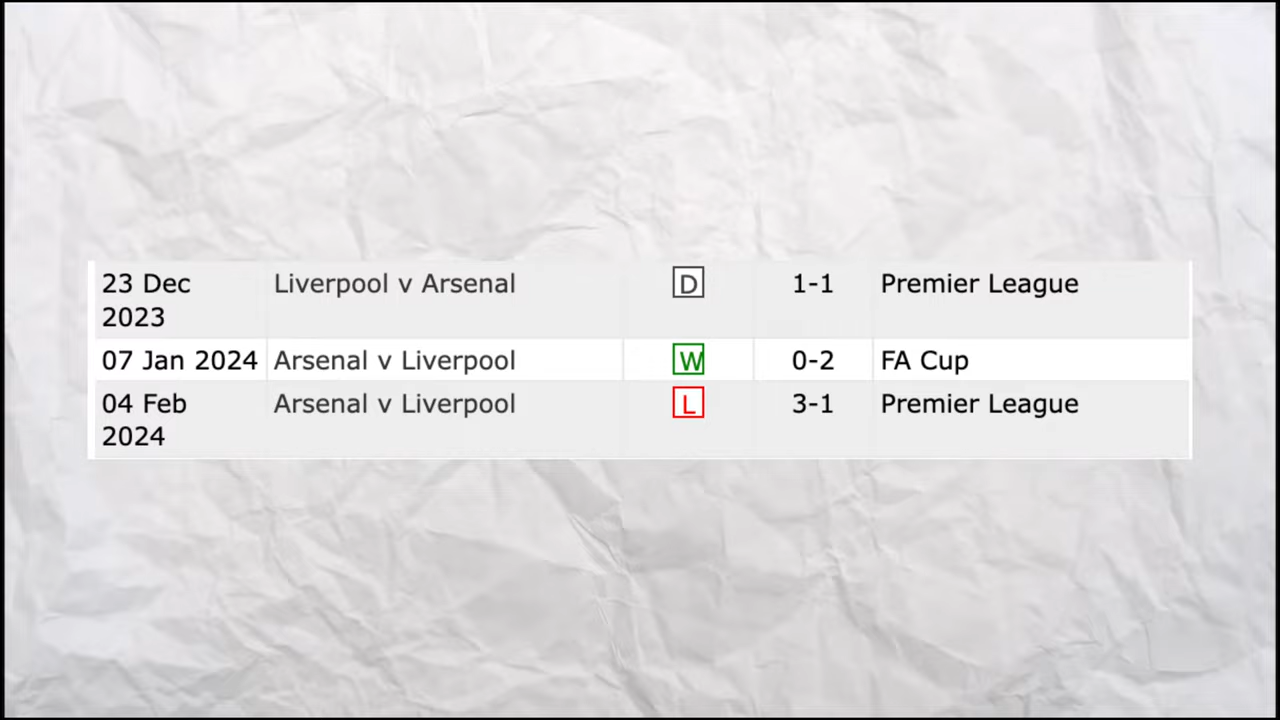 23 Dec 2023 Liverpool v Arsenal D 1-1 Premier League
07 Jan 2024 Arsenal v Liverpool W 0-2 FA Cup
04 Feb 2024 Arsenal v Liverpool L 3-1 Premier League